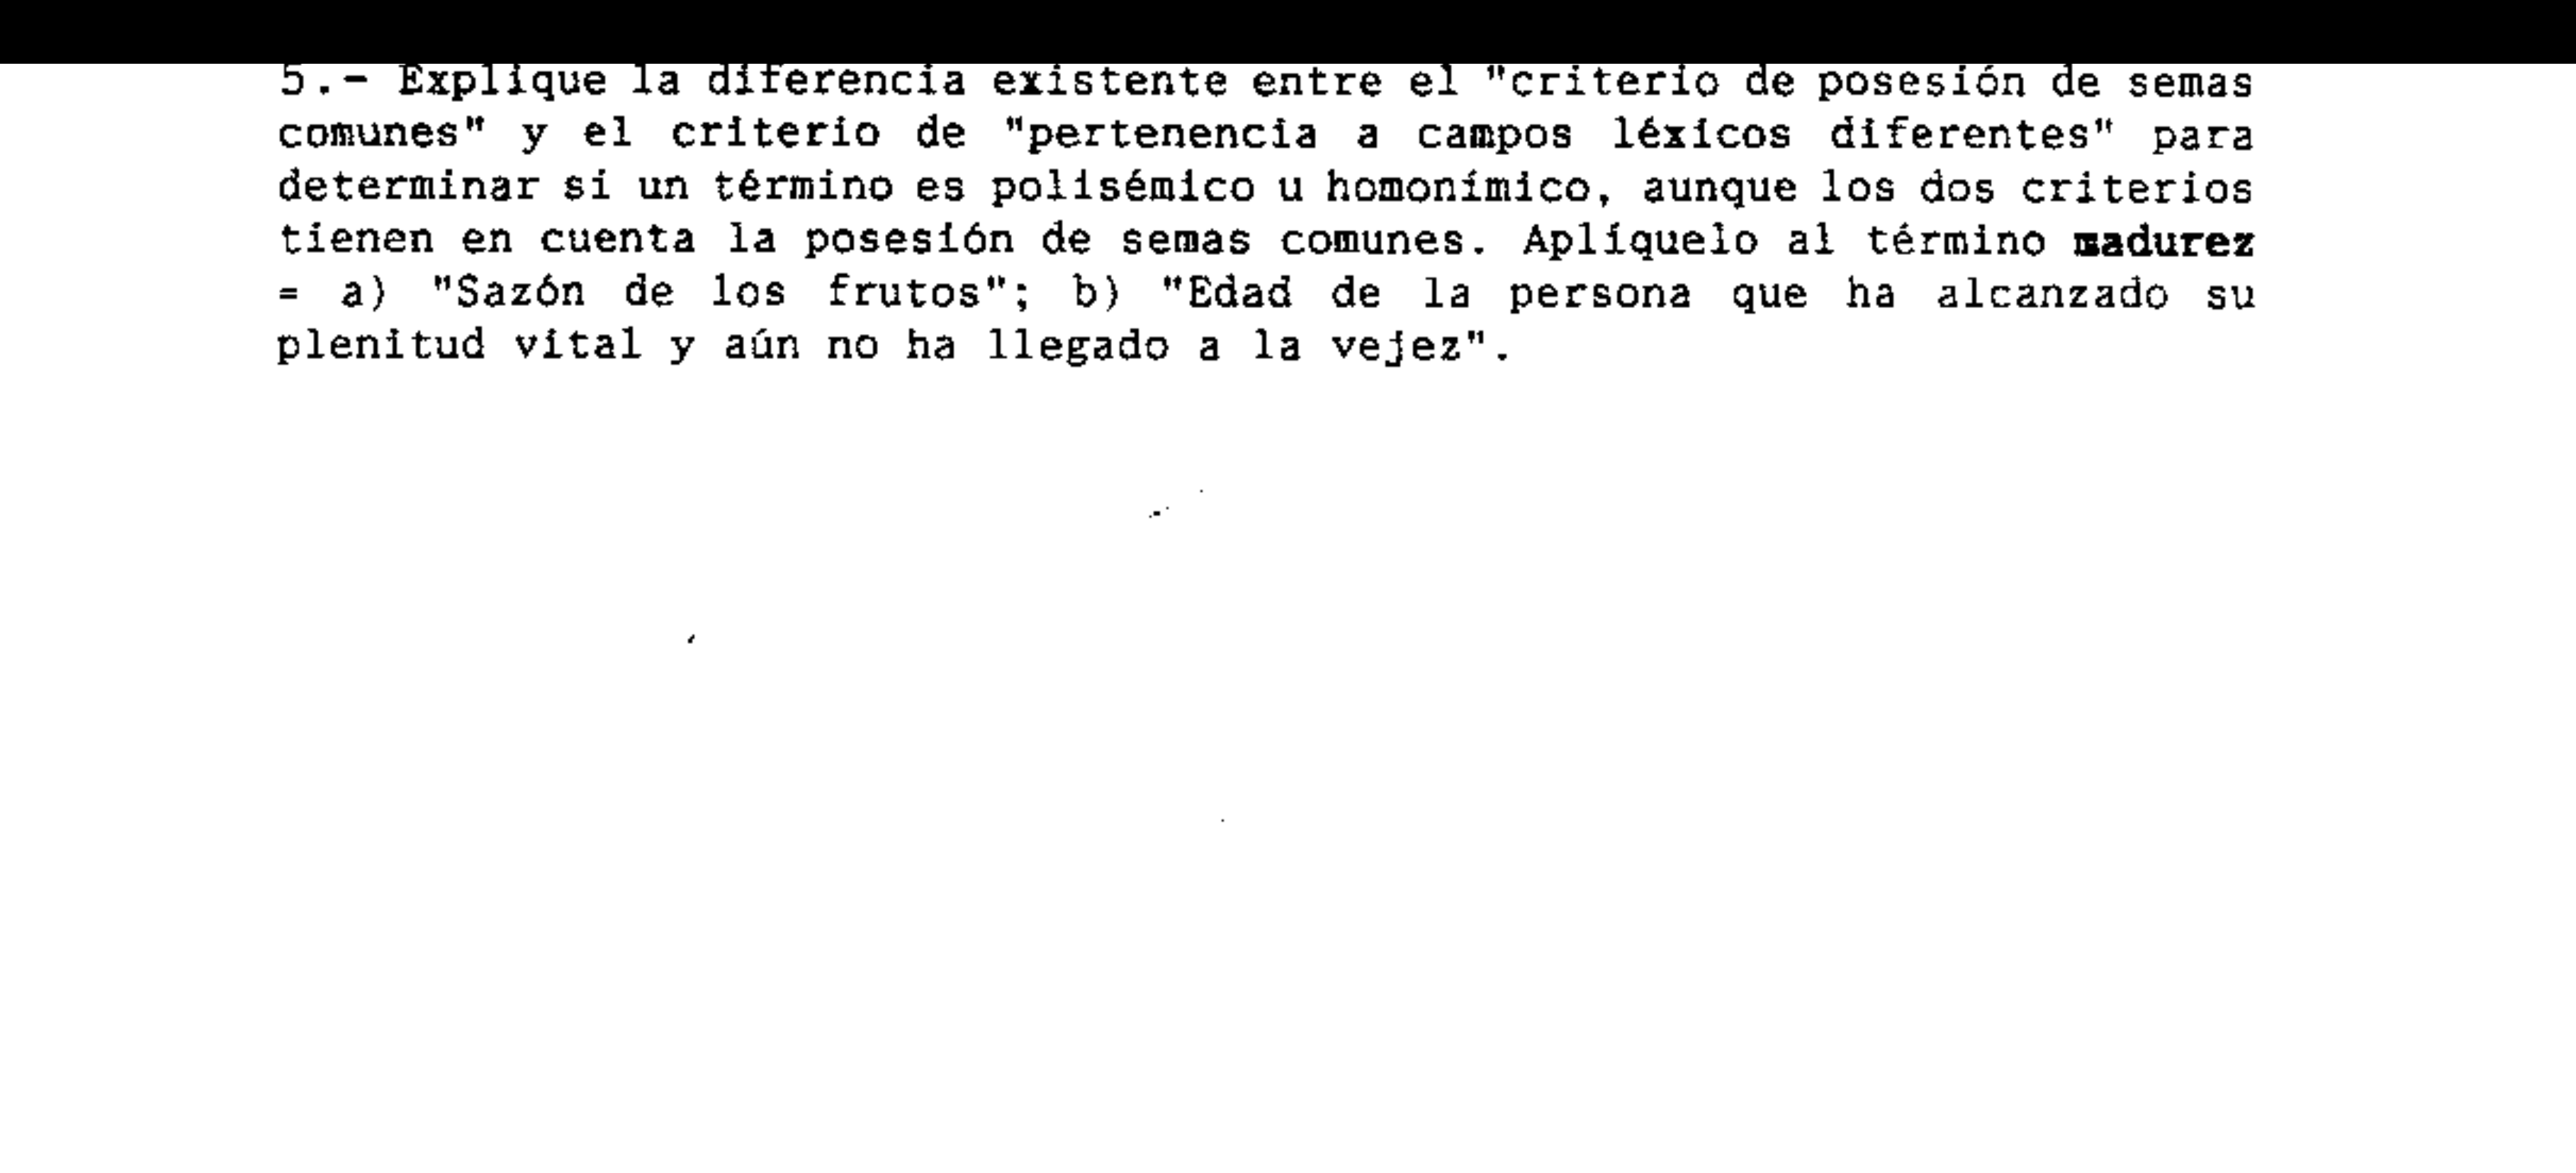 5.- Explique la diferencia existente entre el "criterio de posesión de semas
comunes" y el criterio de "pertenencia a campos léxicos diferentes" para
determinar si un término es polisémico u homonímico, aunque los dos criterios
tienen en cuenta la posesión de semas comunes. Aplíquelo al término madurez
= a) "Sazón de los frutos"; b) "Edad de la persona que ha alcanzado su
plenitud vital y aún no ha llegado a la vejez".